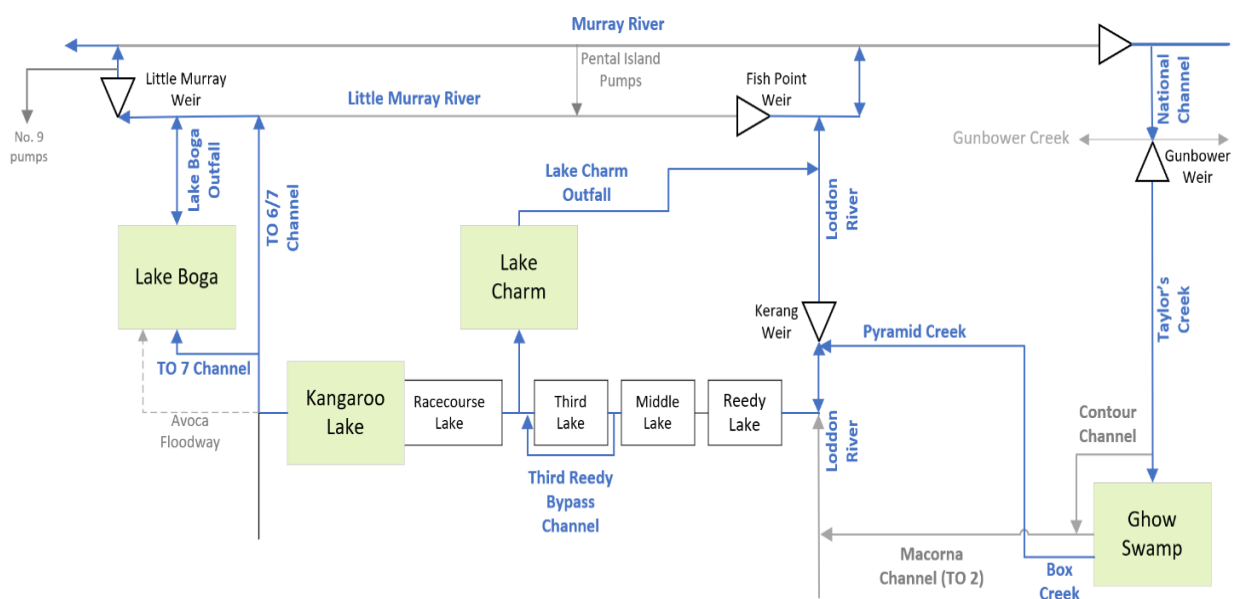 Murray River
Pental Island
Pumps
Little Murray
Weir
Fish Point
Weir
National
Channel
Little Murray River
No. 9
pumps
Gunbower Creek
Gunbower
Weir
Lake Boga
Outfall
TO 6/7
Channel
Lake Charm
Outfall
Loddon
River
Lake Boga
Lake
Charm
Taylor's
Creek
Kerang
Weir
Pyramid Creek
TO 7 Channel
Avoca
Floodway
Kangaroo
Lake
Racecourse
Lake
Third
Lake
Middle
Lake
Reedy
Lake
Loddon
River
Contour
Channel
Third Reedy
Bypass
Channel
Ghow
Swamp
Macorna
Channel (TO 2)
Box
Creek